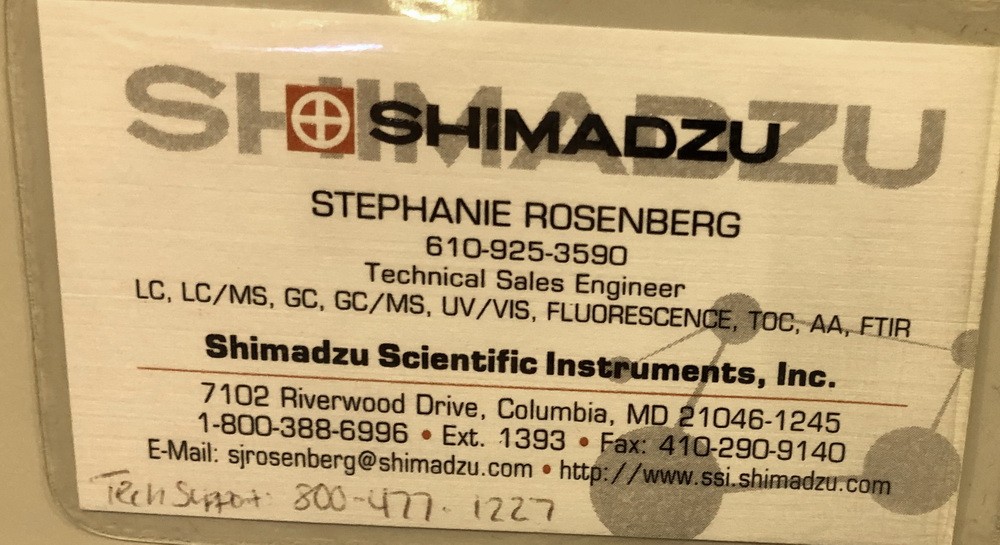 SHIMADZU
SHIMADZU
STEPHANIE ROSENBERG
610-925-3590
Technical Sales Engineer
LC, LC/MS, GC, GC/MS, UV/VIS, FLUORESCENCE, TOC, AA, FTIR
Shimadzu Scientific Instruments, Inc.
7102 Riverwood Drive, Columbia, MD 21046-1245
1-800-388-6996 • Ext. 1393 • Fax: 410-290-9140
E-Mail: sjrosenberg@shimadzu.com • http://www.ssi.shimadzu.com
Tech Support: 800-477-1227